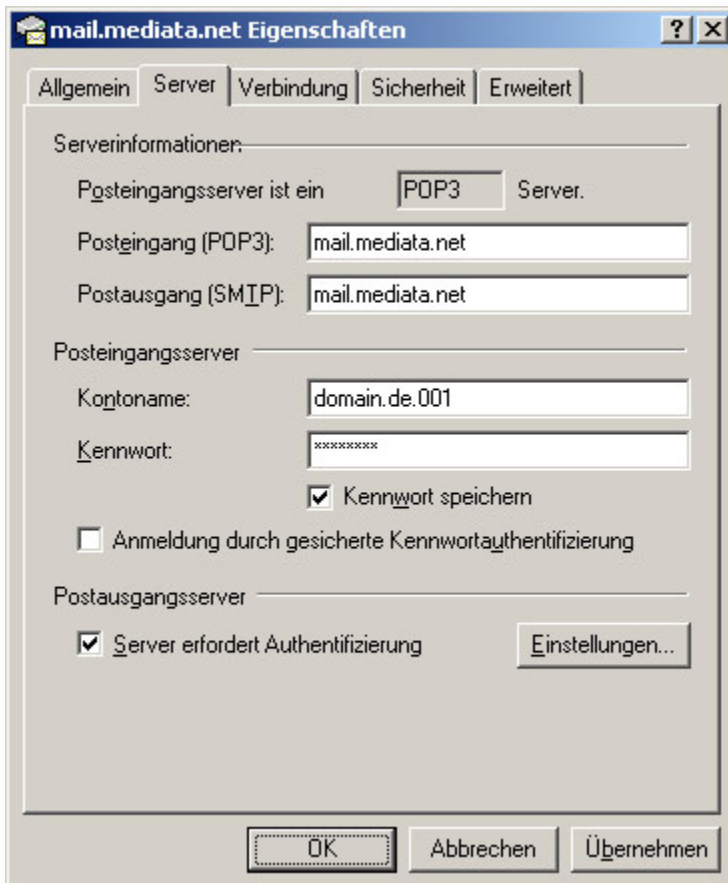 mail.mediata.net Eigenschaften
Allgemein Server Verbindung Sicherheit Erweitert
Serverinformationen
Posteingangsserver ist ein POP3 Server.
Posteingang (POP3): mail.mediata.net
Postausgang (SMTP): mail.mediata.net
Posteingangsserver
Kontoname: domain.de.001
Kennwort: ********
Kennwort speichern
Anmeldung durch gesicherte Kennwortauthentifizierung
Postausgangsserver
Server erfordert Authentifizierung Einstellungen...
OK Abbrechen Übernehmen